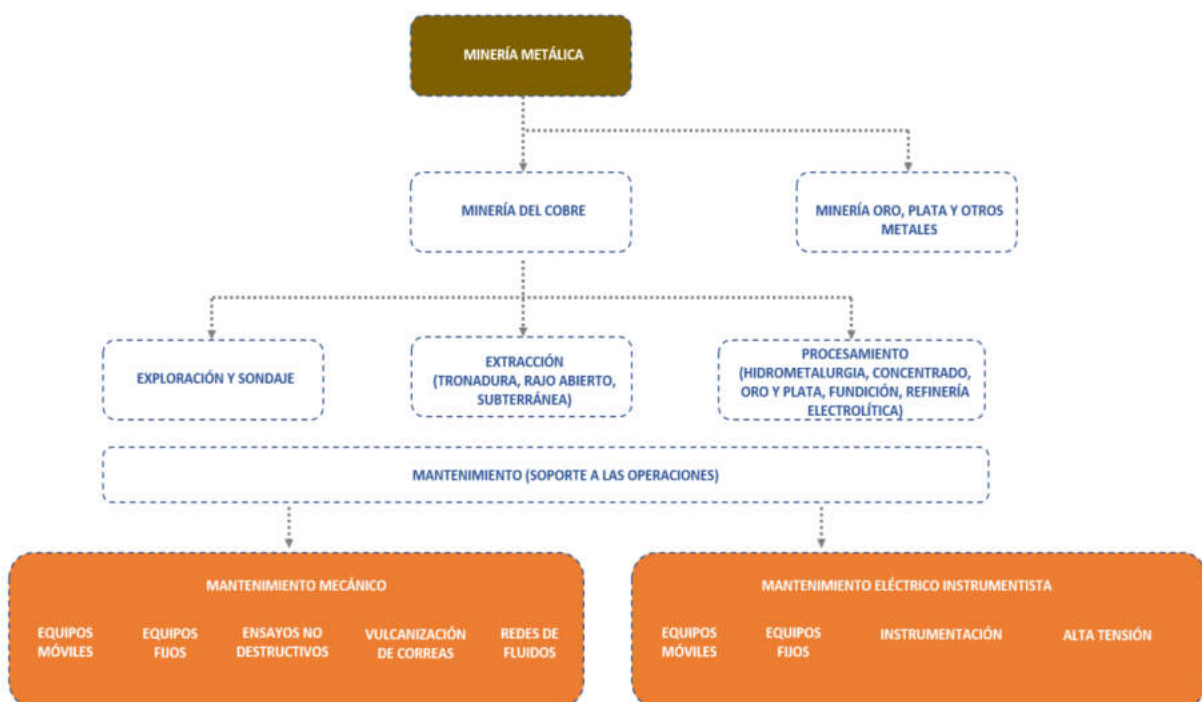 MINERÍA METÁLICA
MINERÍA DEL COBRE
MINERÍA ORO, PLATA Y OTROS
METALES
EXPLORACIÓN Y SONDAJE
EXTRACCIÓN
(TRONADURA, RAJO ABIERTO,
SUBTERRÁNEA)
PROCESAMIENTO
(HIDROMETALURGIA, CONCENTRADO,
ORO Y PLATA, FUNDICIÓN, REFINERÍA
ELECTROLÍTICA)
MANTENIMIENTO (SOPORTE A LAS OPERACIONES)
MANTENIMIENTO MECÁNICO
EQUIPOS
MÓVILES
EQUIPOS
FIJOS
ENSAYOS NO
DESTRUCTIVOS
VULCANIZACIÓN
DE CORREAS
REDES DE
FLUIDOS
MANTENIMIENTO ELÉCTRICO INSTRUMENTISTA
EQUIPOS
MÓVILES
EQUIPOS
FIJOS
INSTRUMENTACIÓN
ALTA TENSIÓN